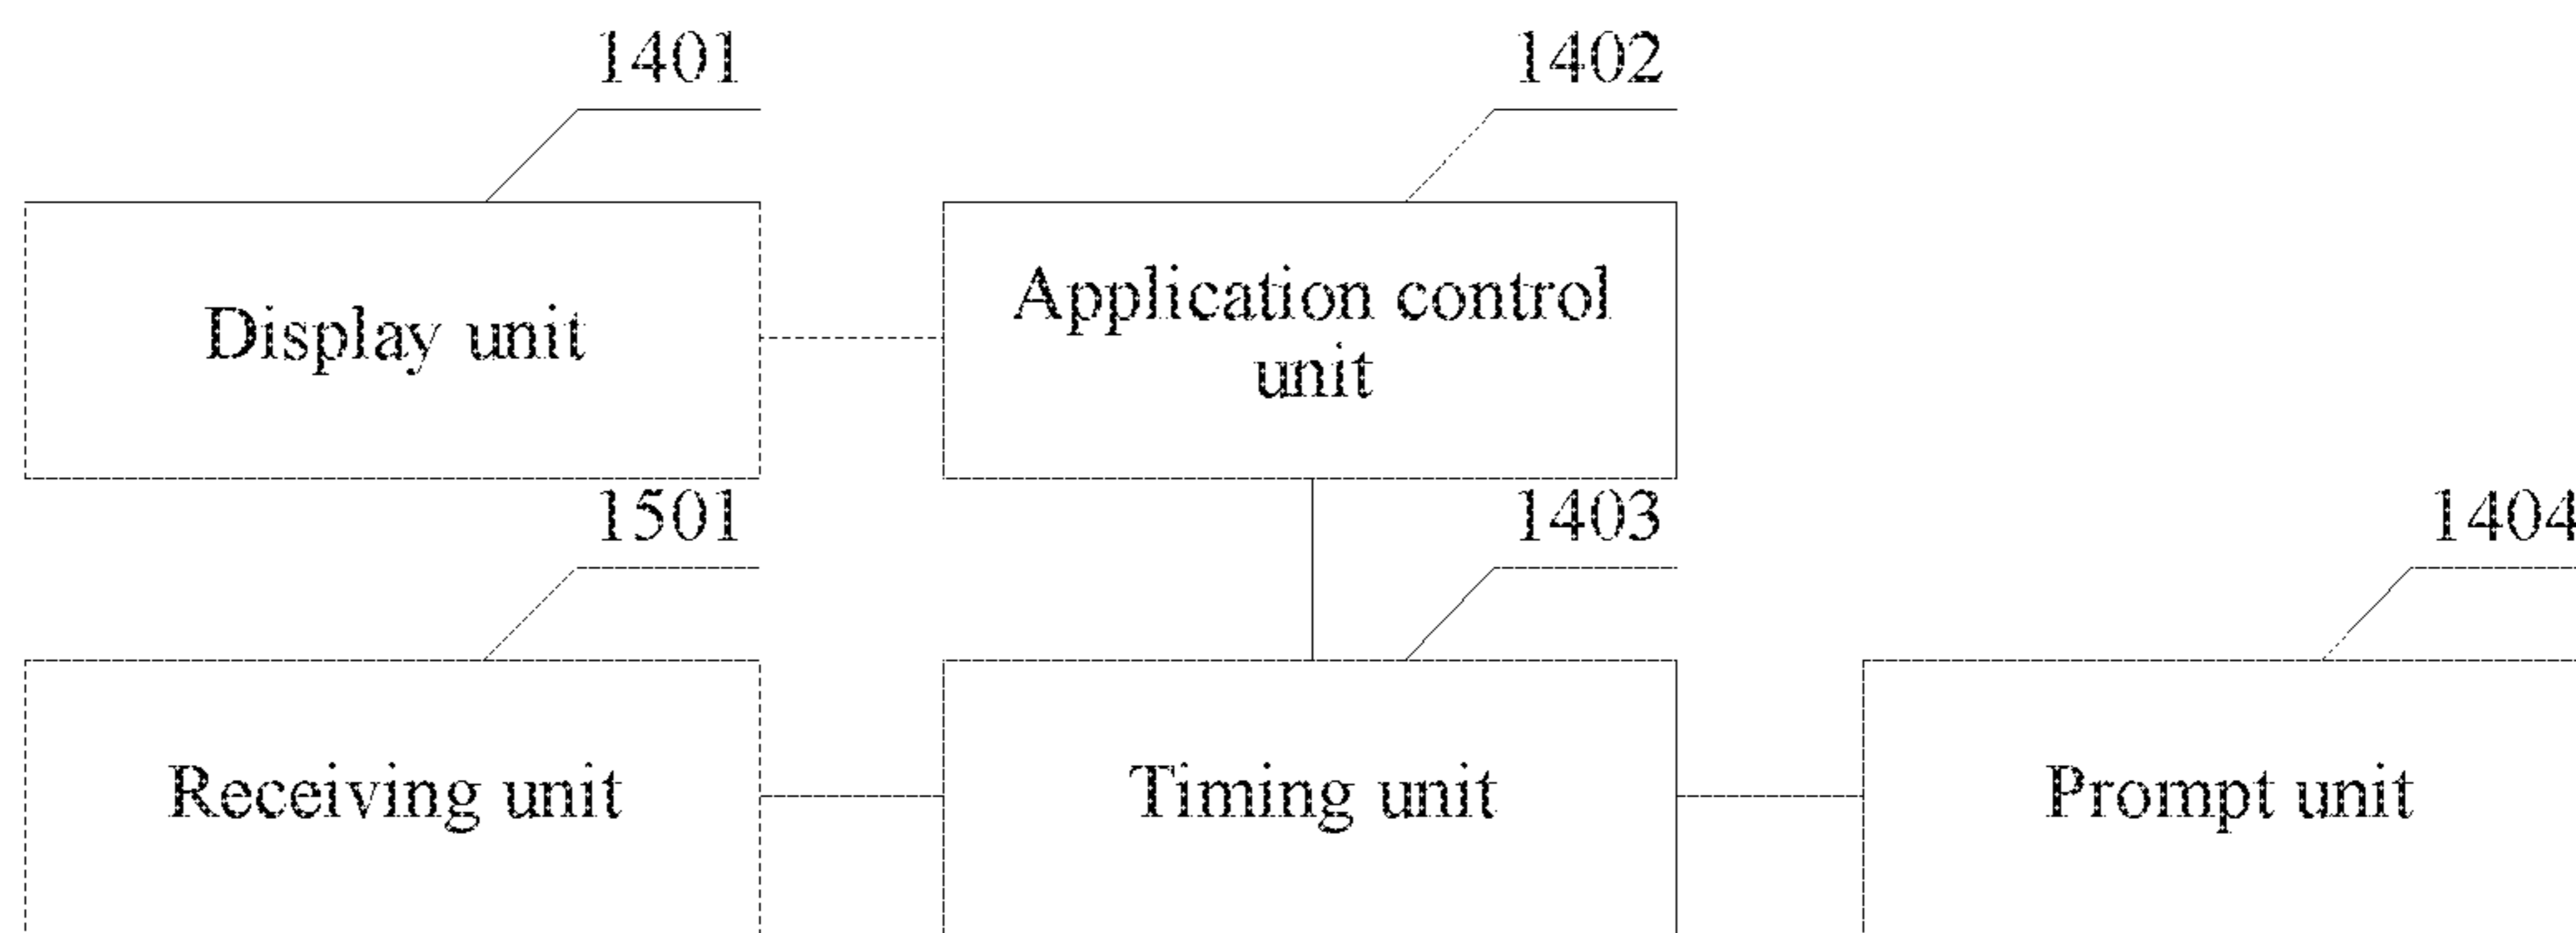 1401
1402
Display unit
Application control
unit
1501
1403
1404
Receiving unit
Timing unit
Prompt unit